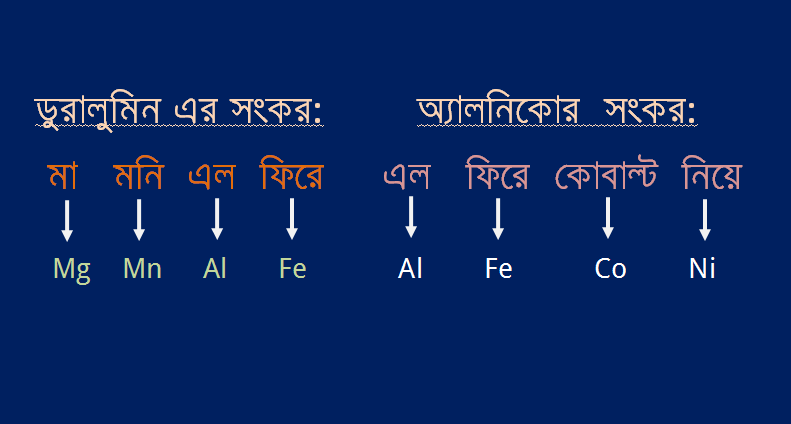 ডুরালুমিন এর সংকর:
মা মনি এল ফিরে
Mg Mn Al Fe
অ্যালনিকোর সংকর:
এল ফিরে কোবাল্ট নিয়ে
Al Fe Co Ni